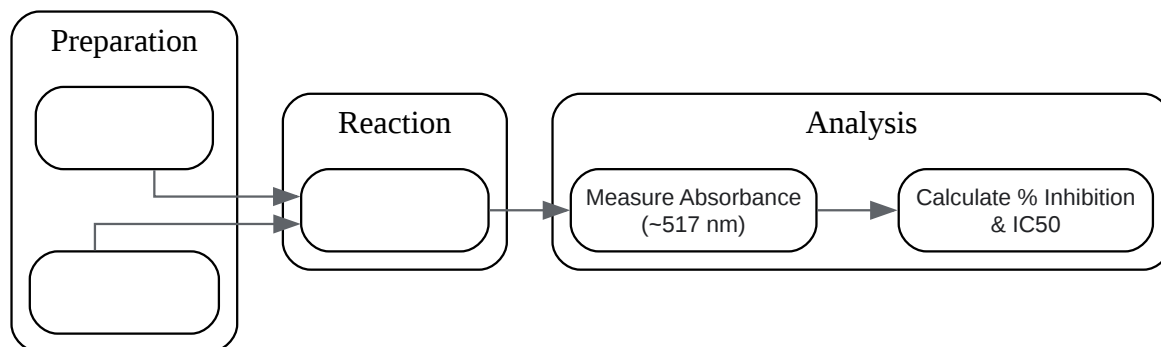 Preparation
Reaction
Analysis
Measure Absorbance
(~517 nm)
Calculate % Inhibition
& IC50